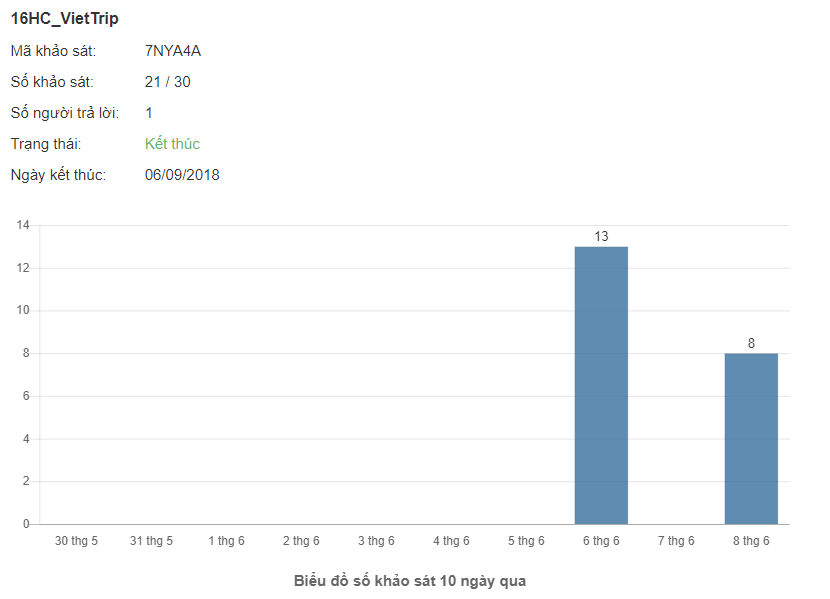 16HC_VietTrip
Mã khảo sát: 7NYA4A
Số khảo sát: 21 / 30
Số người trả lời: 1
Trạng thái: Kết thúc
Ngày kết thúc: 06/09/2018
14
12
10
8
6
4
2
0
13
8
30 thg 5 31 thg 5 1 thg 6 2 thg 6 3 thg 6 4 thg 6 5 thg 6 6 thg 6 7 thg 6 8 thg 6
Biểu đồ số khảo sát 10 ngày qua